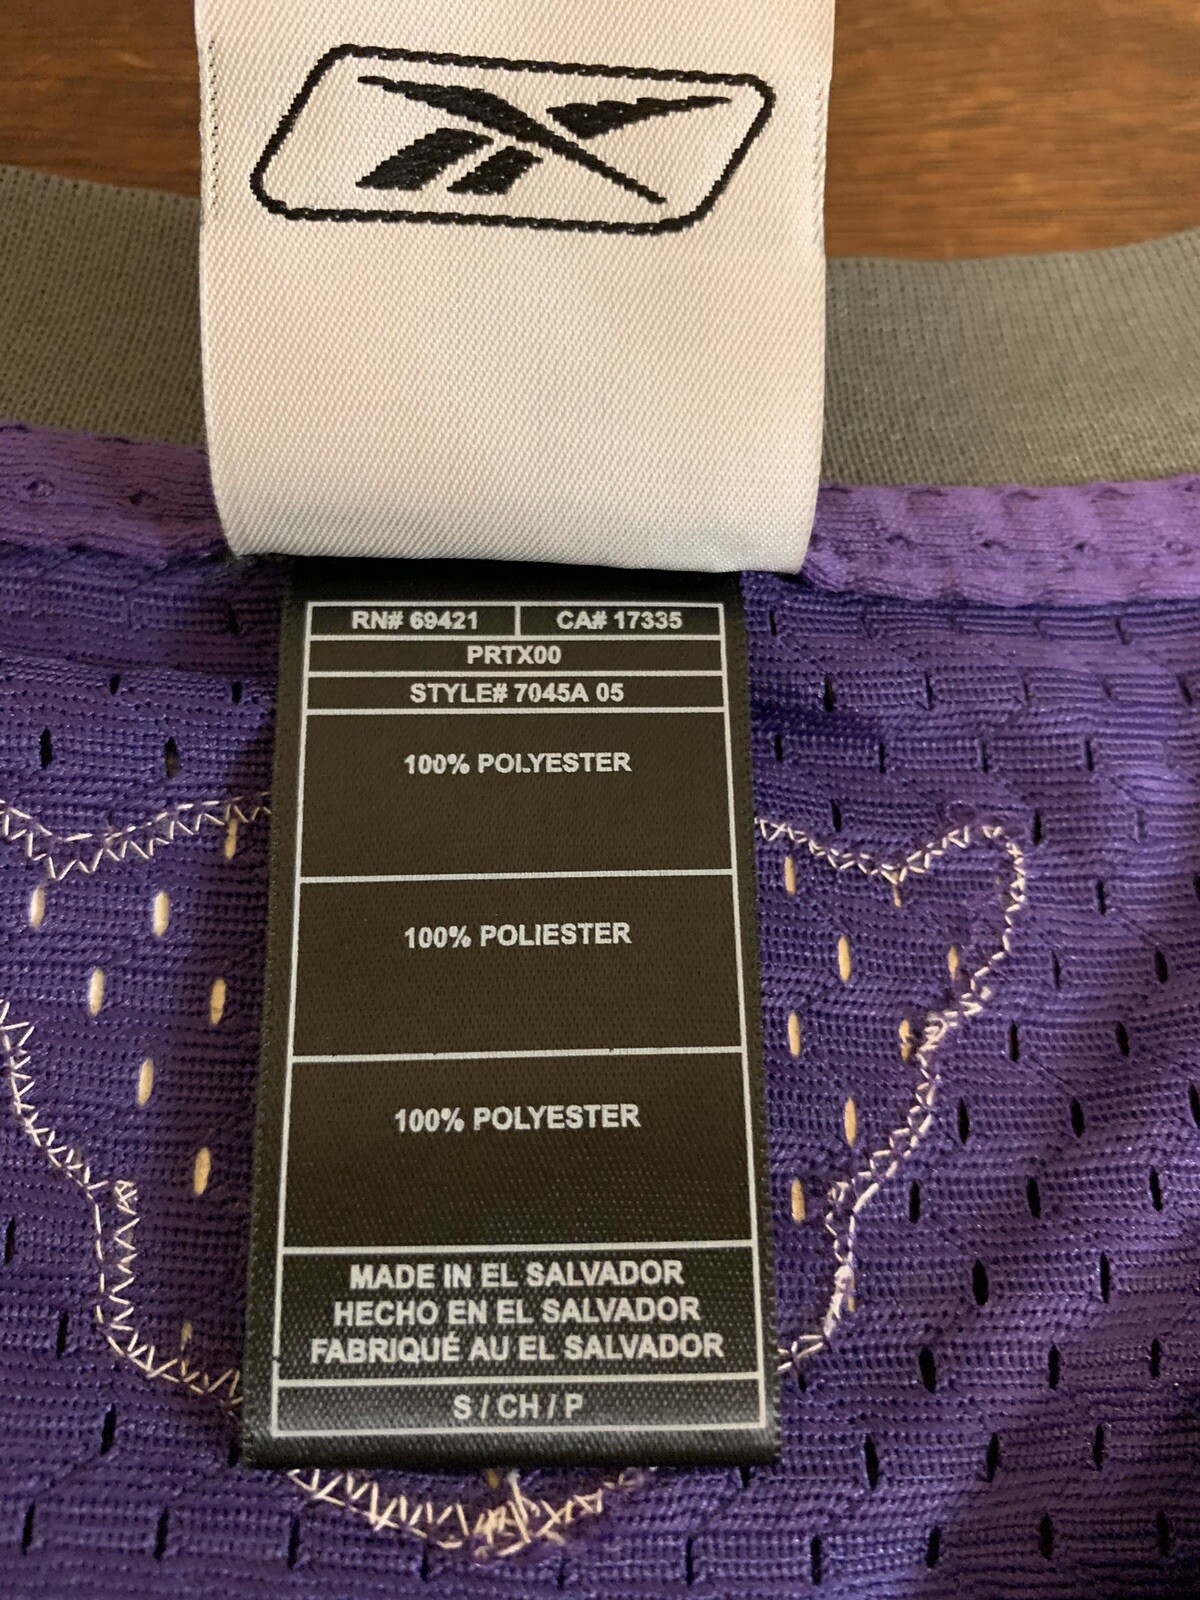 RN# 69421 CA# 17335
PRTX00
STYLE# 7045A 05
100% POLYESTER
100% POLIESTER
100% POLYESTER
MADE IN EL SALVADOR
HECHO EN EL SALVADOR
FABRIQUÉ AU EL SALVADOR
S / CH / P